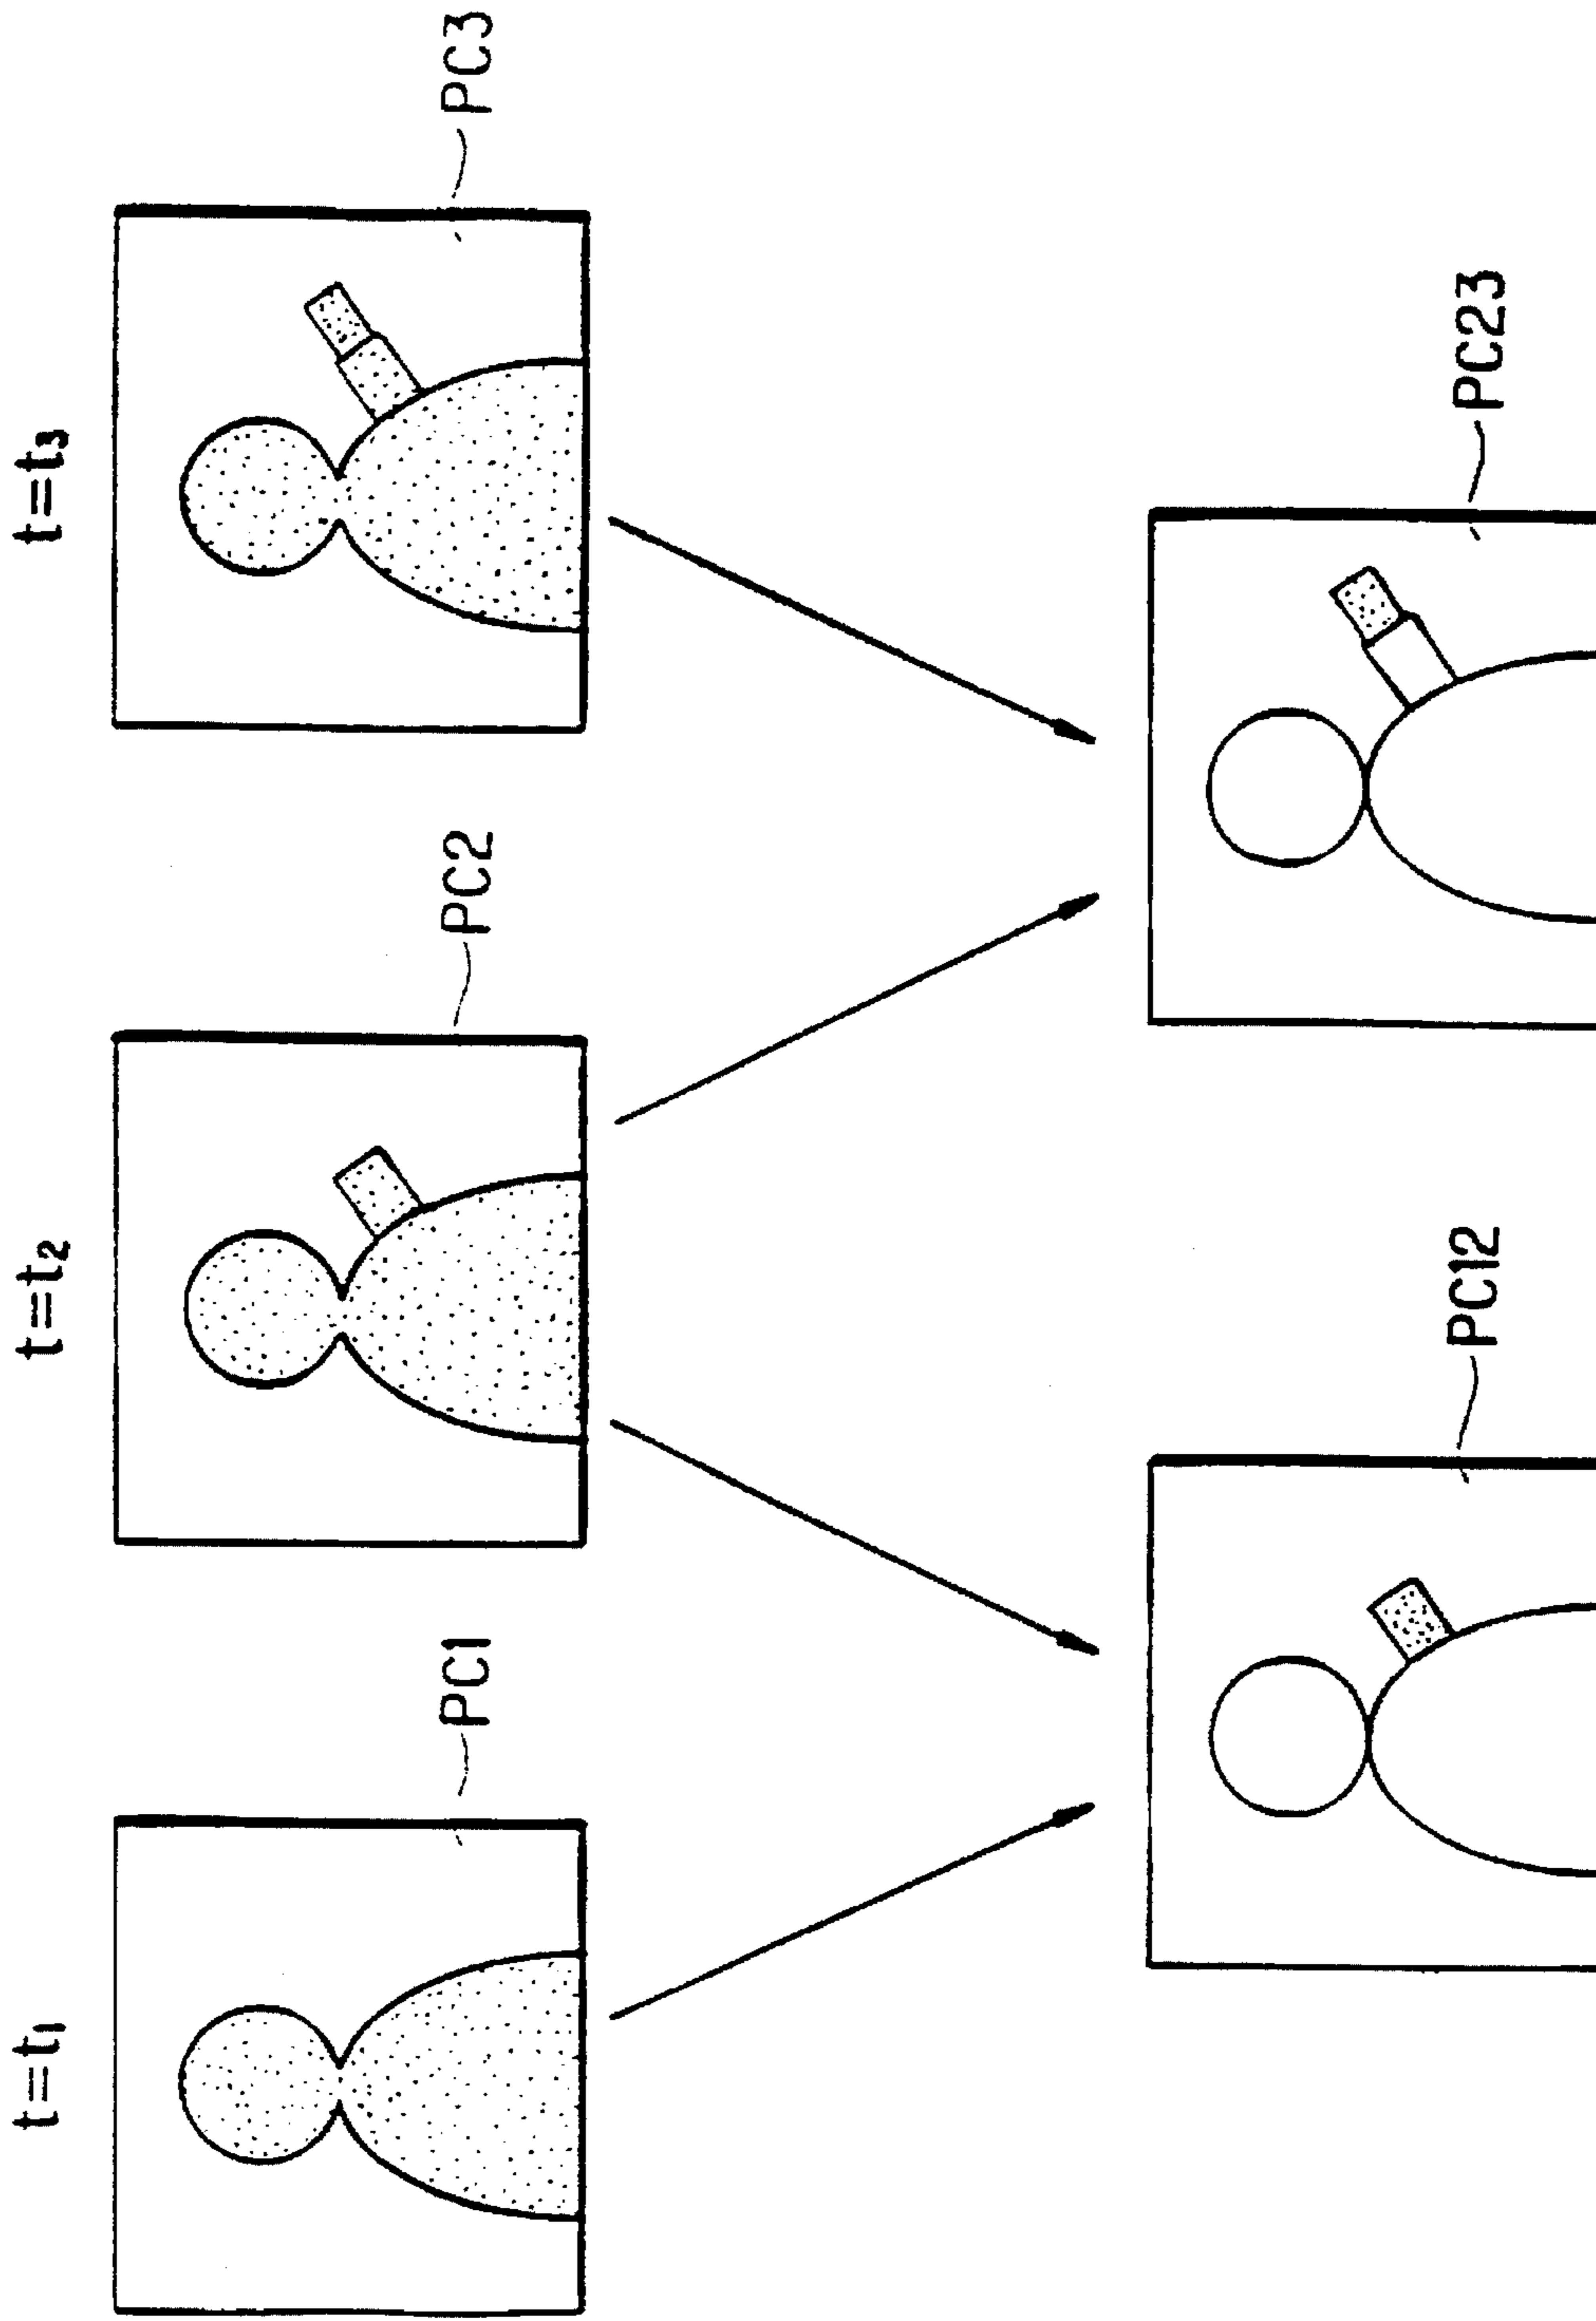 t=t₁
t=t₂
t=t₃
PC1
PC2
PC3
PC12
PC23